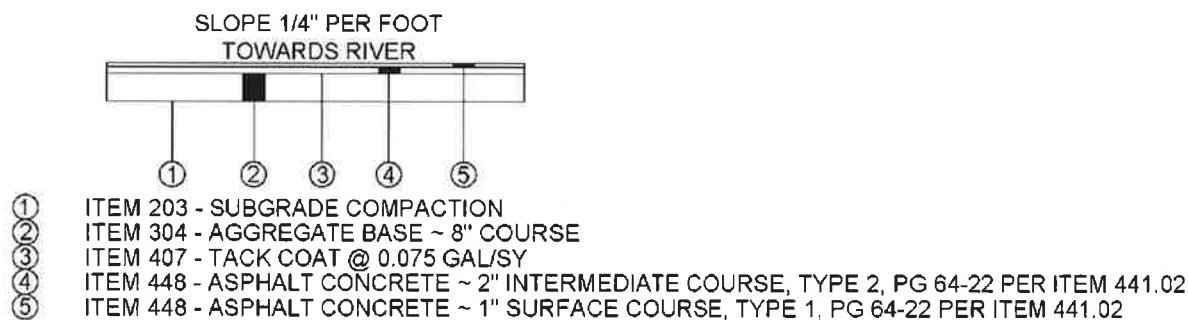 SLOPE 1/4" PER FOOT
TOWARDS RIVER
① ② ③ ④ ⑤
① ITEM 203 - SUBGRADE COMPACTION
② ITEM 304 - AGGREGATE BASE ~ 8" COURSE
③ ITEM 407 - TACK COAT @ 0.075 GAL/SY
④ ITEM 448 - ASPHALT CONCRETE ~ 2" INTERMEDIATE COURSE, TYPE 2, PG 64-22 PER ITEM 441.02
⑤ ITEM 448 - ASPHALT CONCRETE ~ 1" SURFACE COURSE, TYPE 1, PG 64-22 PER ITEM 441.02